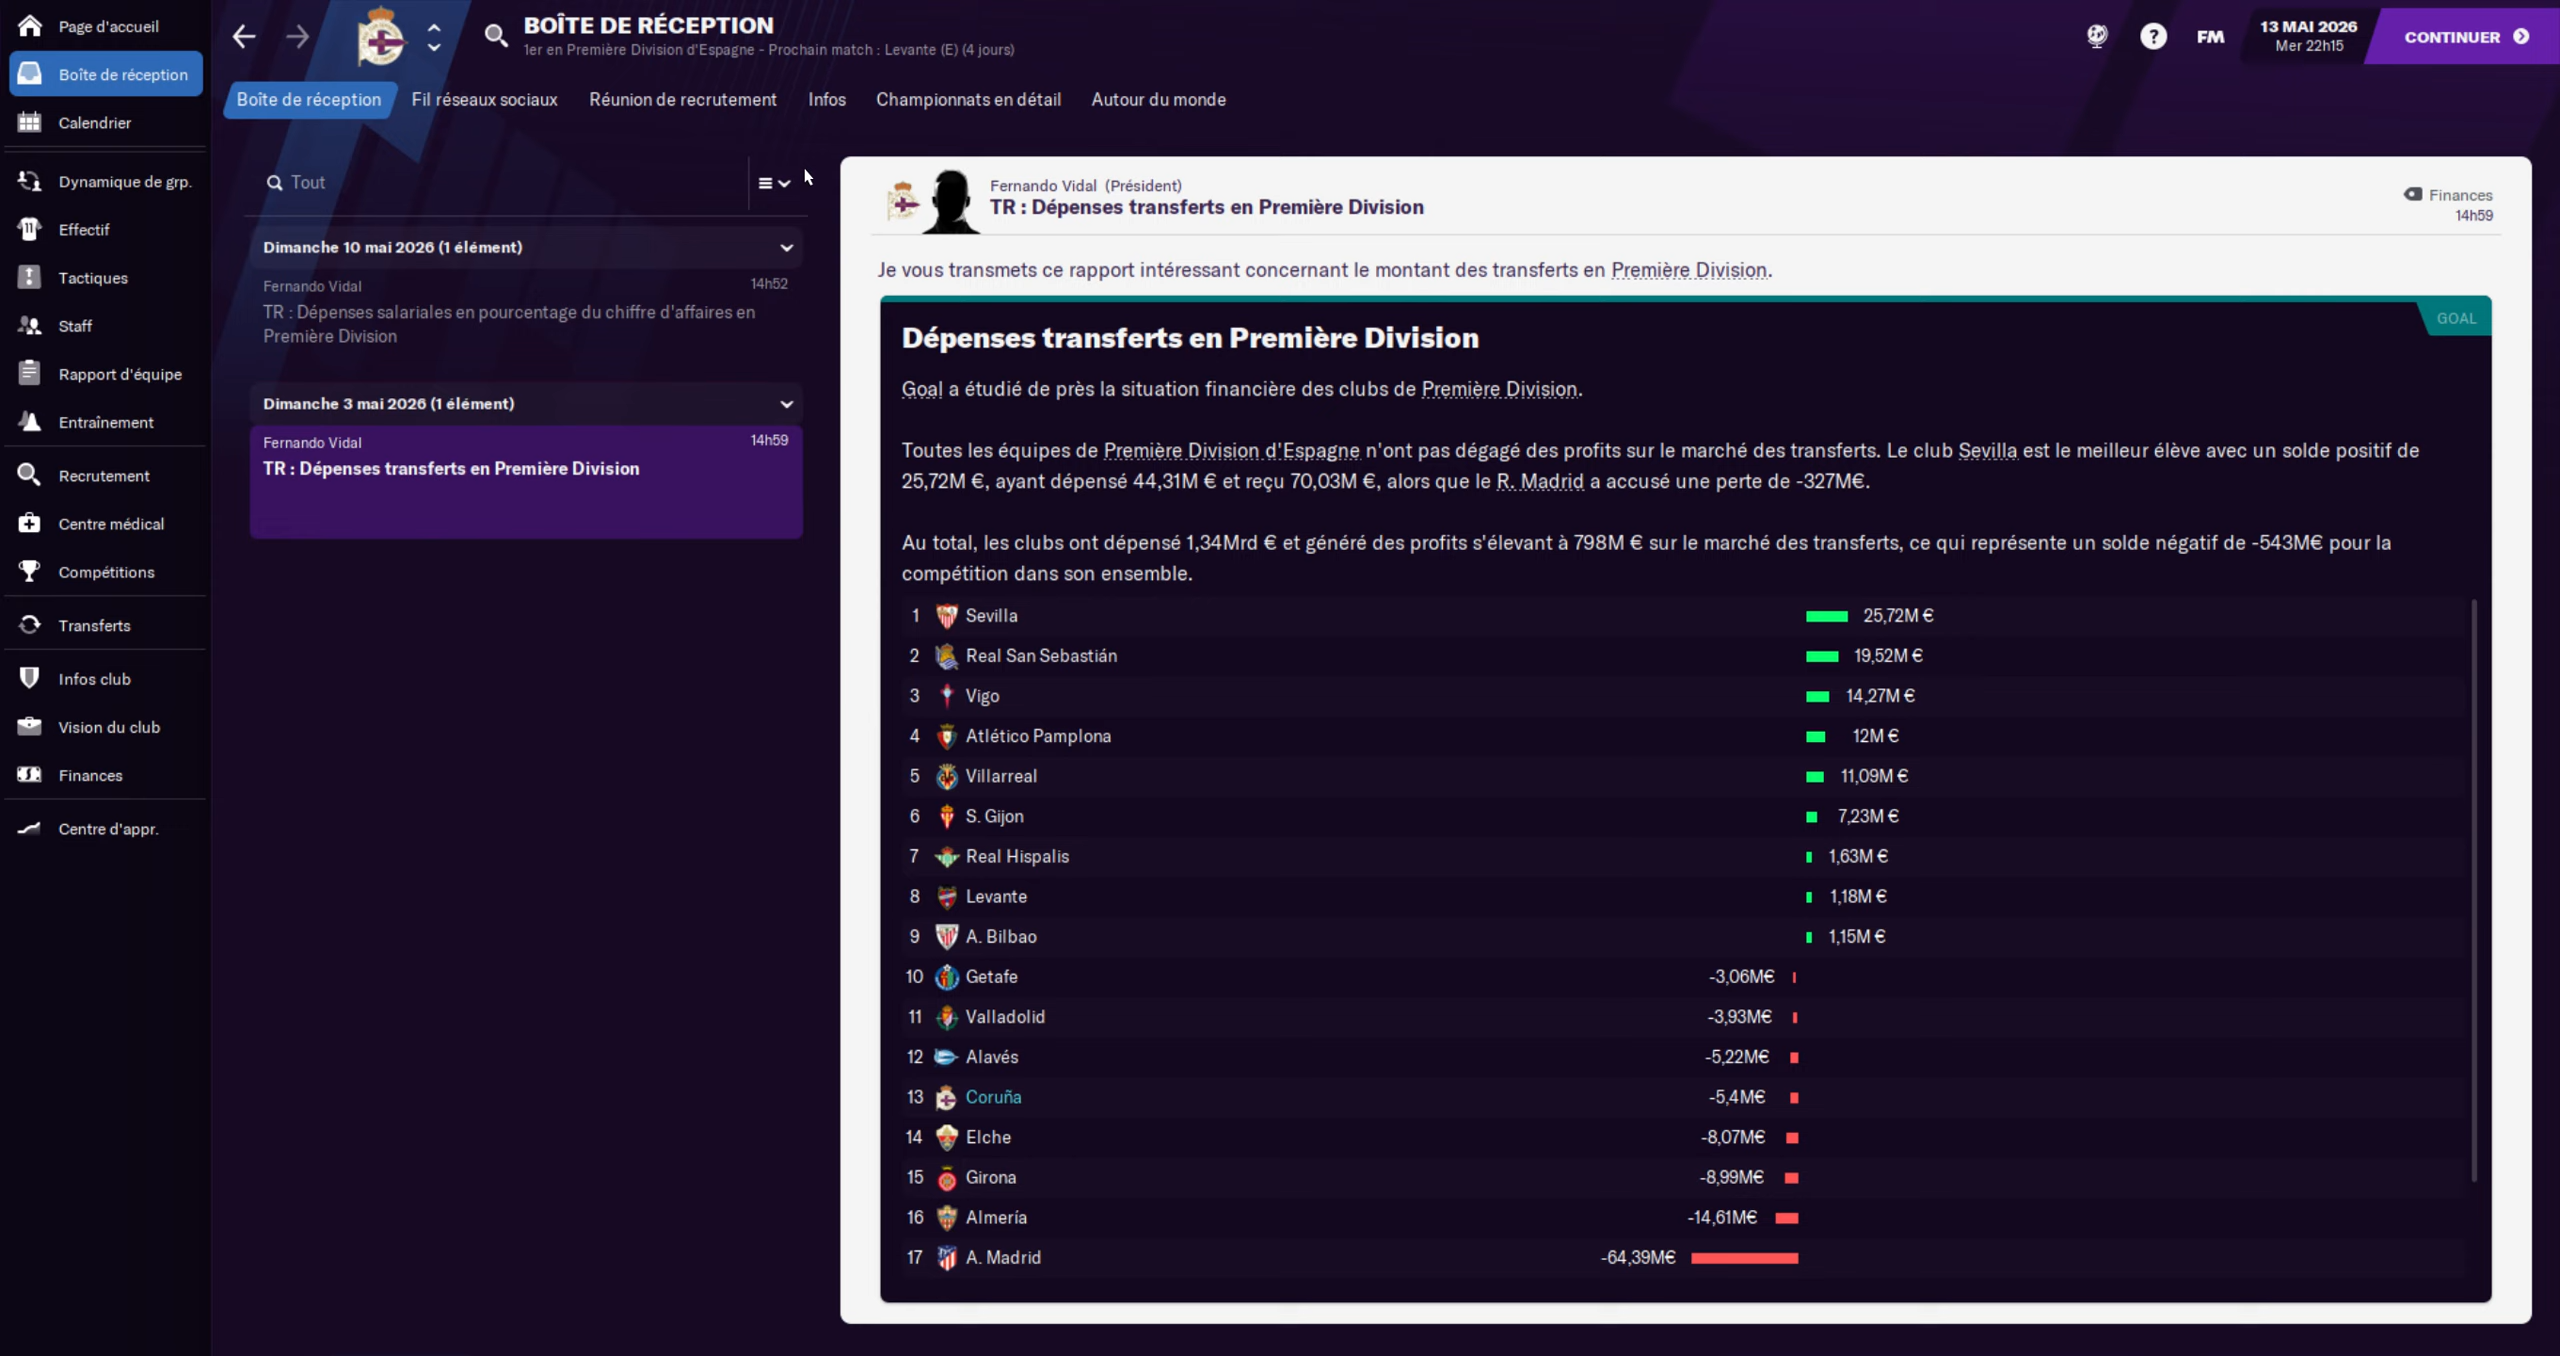 Page d'accueil
Boîte de réception
Calendrier
Dynamique de grp.
Effectif
Tactiques
Staff
Rapport d'équipe
Entraînement
Recrutement
Centre médical
Compétitions
Transferts
Infos club
Vision du club
Finances
Centre d'appr.
BOÎTE DE RÉCEPTION
1er en Première Division d'Espagne - Prochain match : Levante (E) (4 jours)
FM
13 MAI 2026
Mer 22h15
CONTINUER
Boîte de réception
Fil réseaux sociaux
Réunion de recrutement
Infos
Championnats en détail
Autour du monde
Tout
Dimanche 10 mai 2026 (1 élément)
Fernando Vidal 14h52
TR : Dépenses salariales en pourcentage du chiffre d'affaires en
Première Division
Dimanche 3 mai 2026 (1 élément)
Fernando Vidal 14h59
TR : Dépenses transferts en Première Division
Fernando Vidal (Président)
TR : Dépenses transferts en Première Division
Finances
14h59
Je vous transmets ce rapport intéressant concernant le montant des transferts en Première Division.
GOAL
Dépenses transferts en Première Division
Goal a étudié de près la situation financière des clubs de Première Division.
Toutes les équipes de Première Division d'Espagne n'ont pas dégagé des profits sur le marché des transferts. Le club Sevilla est le meilleur élève avec un solde positif de
25,72M €, ayant dépensé 44,31M € et reçu 70,03M €, alors que le R. Madrid a accusé une perte de -327M€.
Au total, les clubs ont dépensé 1,34Mrd € et généré des profits s'élevant à 798M € sur le marché des transferts, ce qui représente un solde négatif de -543M€ pour la
compétition dans son ensemble.
1 Sevilla 25,72M €
2 Real San Sebastián 19,52M €
3 Vigo 14,27M €
4 Atlético Pamplona 12M €
5 Villarreal 11,09M €
6 S. Gijon 7,23M €
7 Real Hispalis 1,63M €
8 Levante 1,18M €
9 A. Bilbao 1,15M €
10 Getafe -3,06M€
11 Valladolid -3,93M€
12 Alavés -5,22M€
13 Coruña -5,4M€
14 Elche -8,07M€
15 Girona -8,99M€
16 Almería -14,61M€
17 A. Madrid -64,39M€